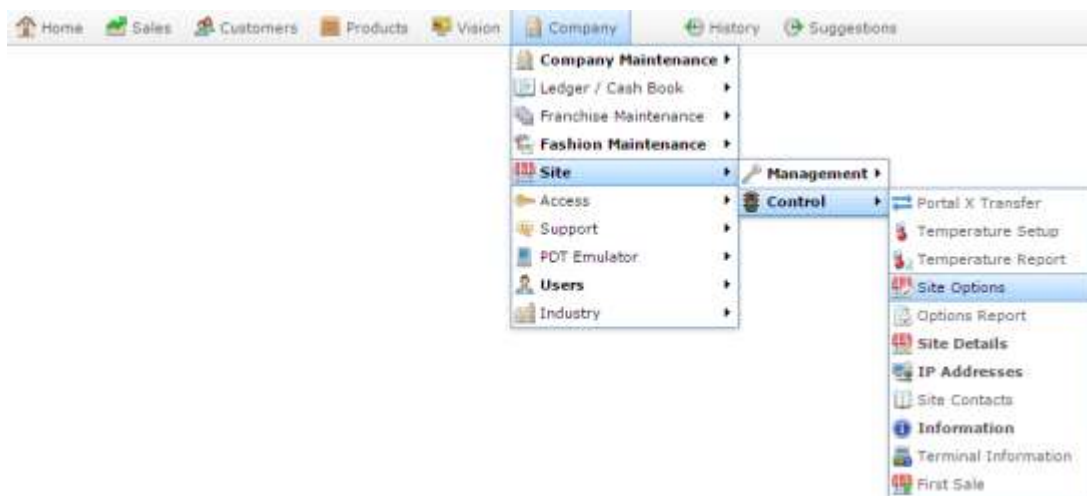 Home Sales Customers Products Vision Company History Suggestions
Company Maintenance
Ledger / Cash Book
Franchise Maintenance
Fashion Maintenance
Site
Access
Support
PDT Emulator
Users
Industry
Management
Control
Portal X Transfer
Temperature Setup
Temperature Report
Site Options
Options Report
Site Details
IP Addresses
Site Contacts
Information
Terminal Information
First Sale